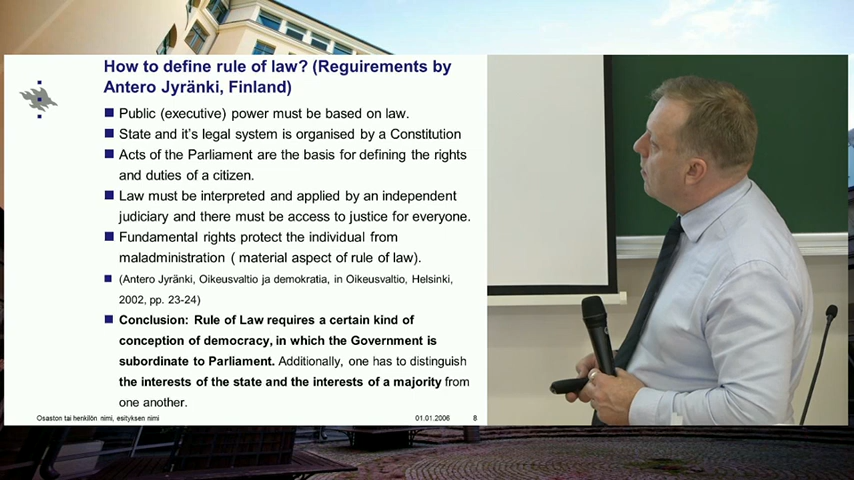 How to define rule of law? (Reguirements by
Antero Jyränki, Finland)
Public (executive) power must be based on law.
State and it's legal system is organised by a Constitution
Acts of the Parliament are the basis for defining the rights
and duties of a citizen.
Law must be interpreted and applied by an independent
judiciary and there must be access to justice for everyone.
Fundamental rights protect the individual from
maladministration ( material aspect of rule of law).
(Antero Jyränki, Oikeusvaltio ja demokratia, in Oikeusvaltio, Helsinki,
2002, pp. 23-24)
Conclusion: Rule of Law requires a certain kind of
conception of democracy, in which the Government is
subordinate to Parliament. Additionally, one has to distinguish
the interests of the state and the interests of a majority from
one another.
Osaston tai henkilön nimi, esityksen nimi 01.01.2006 8